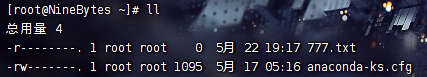 [root@NineBytes ~]# ll
总用量 4
-r--------. 1 root root    0 5月  22 19:17 777.txt
-rw-------. 1 root root 1095 5月  17 05:16 anaconda-ks.cfg